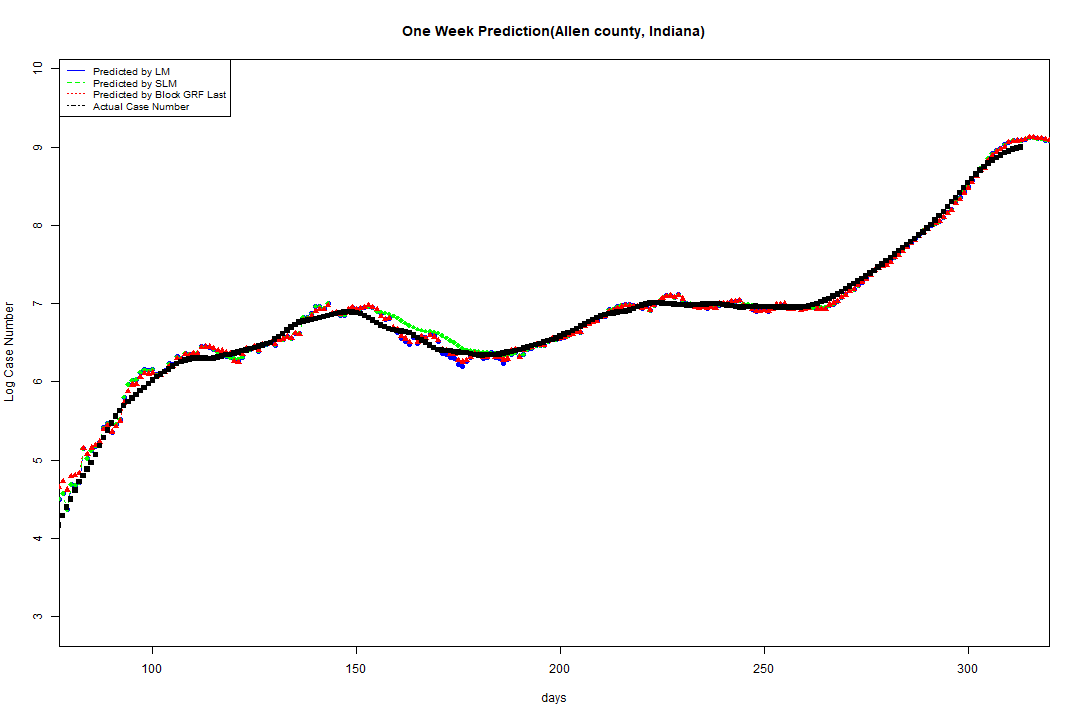 One Week Prediction(Allen county, Indiana)
Predicted by LM
Predicted by SLM
Predicted by Block GRF Last
Actual Case Number
10
9
8
7
6
5
4
3
Log Case Number
100 150 200 250 300
days